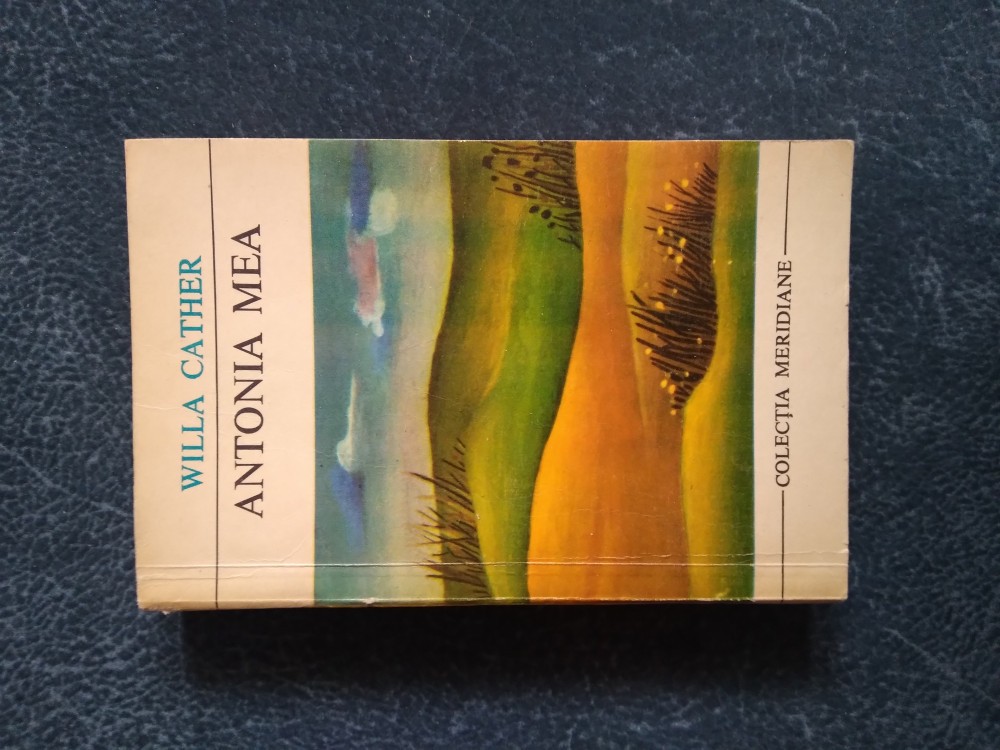 WILLA CATHER
ANTONIA MEA
COLECȚIA MERIDIANE